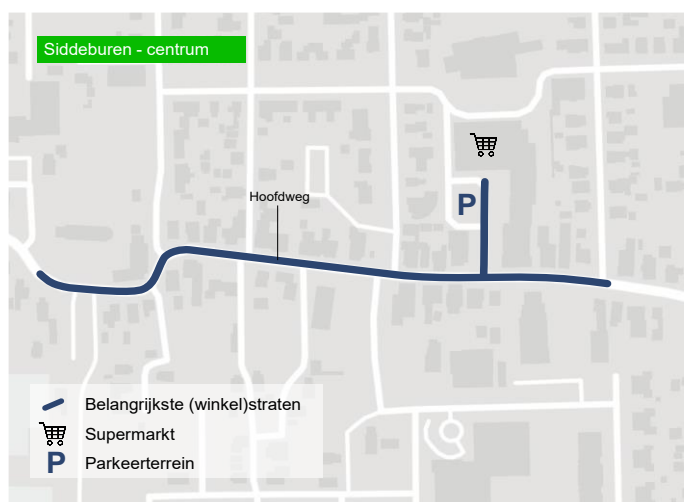 Siddeburen - centrum
Hoofdweg
P
Belangrijkste (winkel)straten
Supermarkt
P Parkeerterrein